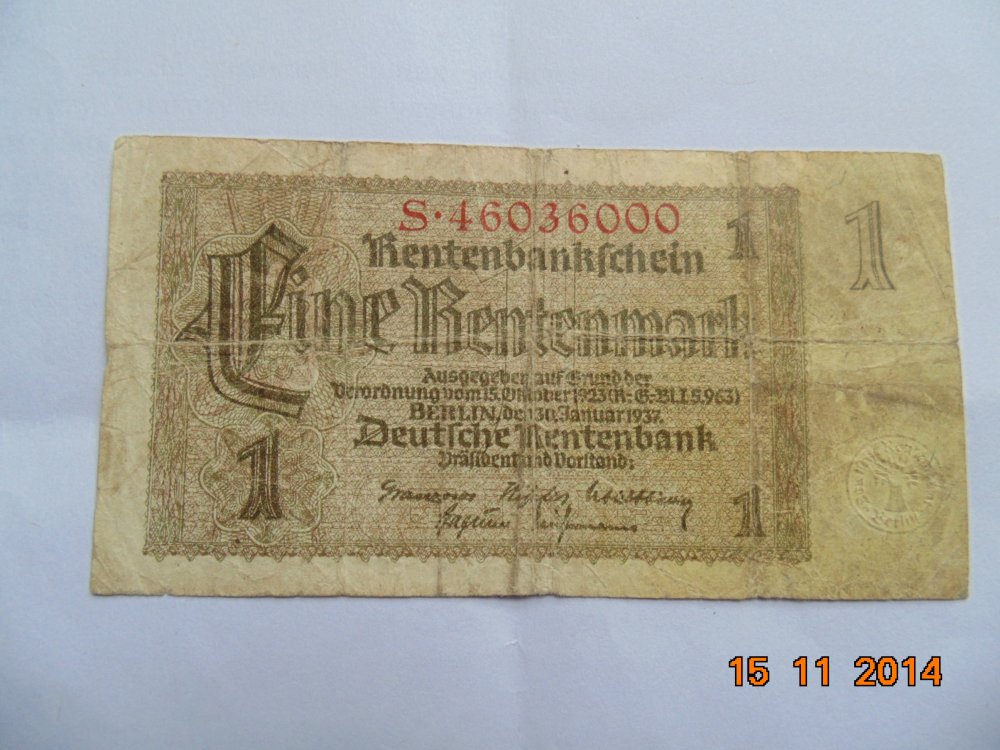 S·46036000
1
1
Rentenbankschein
Eine Rentenmark
Ausgegeben auf Grund der
Verordnung vom 15. Oktober 1923 (R-G-Bl I S. 963)
BERLIN, den 30. Januar 1937
Deutsche Rentenbank
Präsident und Vorstand:
1
1
Berlin
15 11 2014